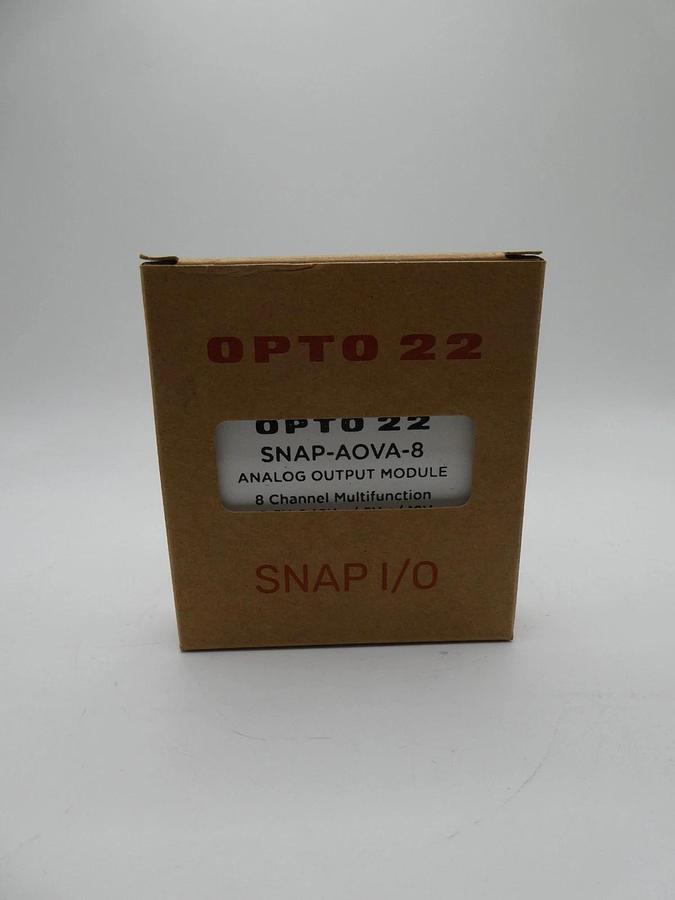 OPTO 22
OPTO 22
SNAP-AOVA-8
ANALOG OUTPUT MODULE
8 Channel Multifunction
SNAP I/O